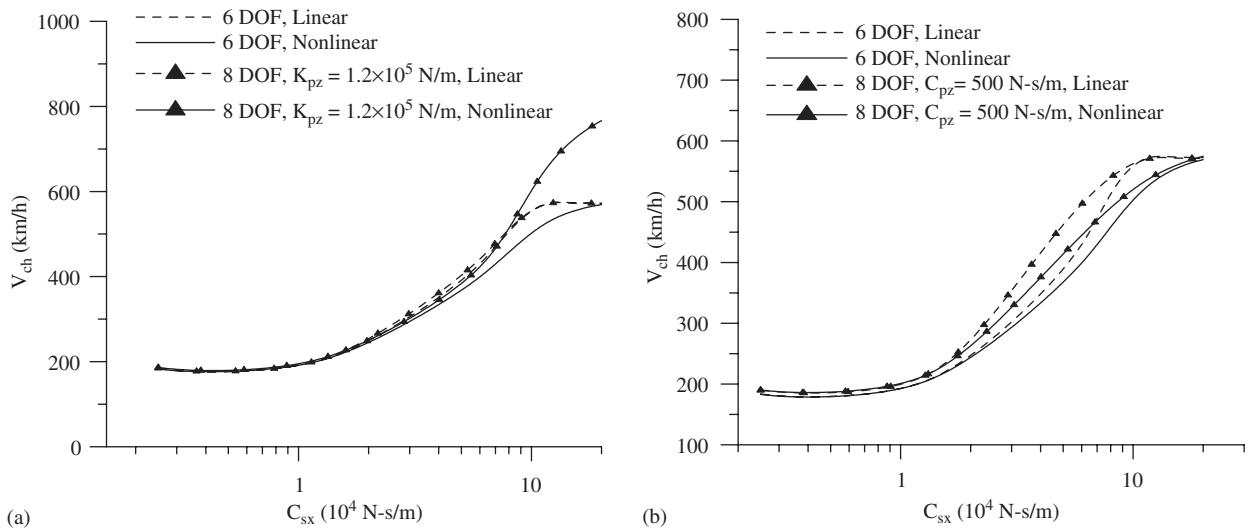 1000
800
600
400
200
0
V_ch (km/h)
6 DOF, Linear
6 DOF, Nonlinear
8 DOF, K_pz = 1.2×10^5 N/m, Linear
8 DOF, K_pz = 1.2×10^5 N/m, Nonlinear
1
10
C_sx (10^4 N-s/m)
(a)
800
700
600
500
400
300
200
100
V_ch (km/h)
6 DOF, Linear
6 DOF, Nonlinear
8 DOF, C_pz= 500 N-s/m, Linear
8 DOF, C_pz = 500 N-s/m, Nonlinear
1
10
C_sx (10^4 N-s/m)
(b)